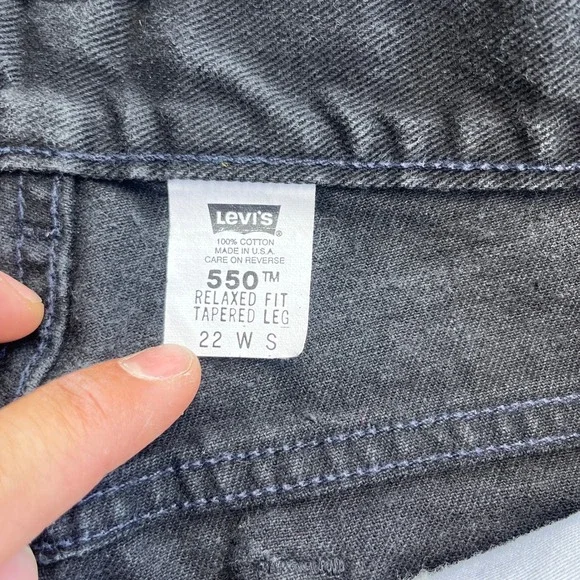 Levi's ®
100% COTTON
MADE IN U.S.A.
CARE ON REVERSE
550™
RELAXED FIT
TAPERED LEG
22 W S